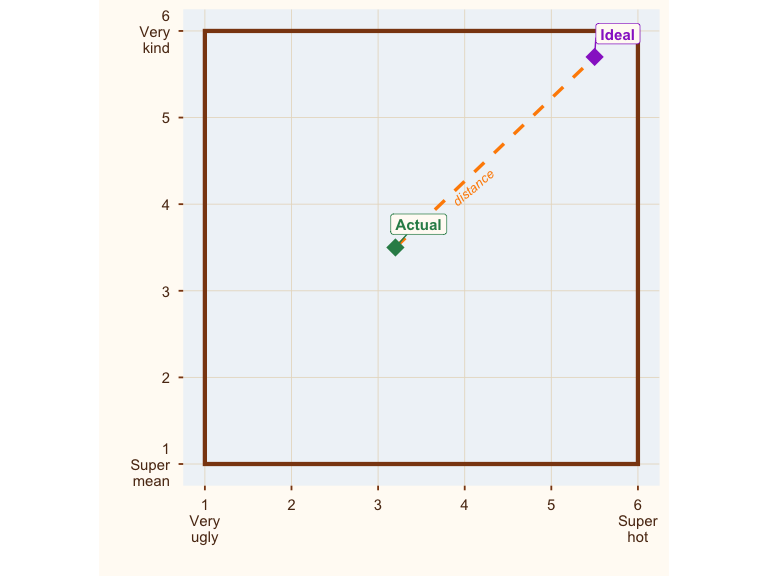 6
Very
kind
Ideal
5
distance
4
Actual
3
2
1
Super
mean
1 2 3 4 5 6
Very Super
ugly hot